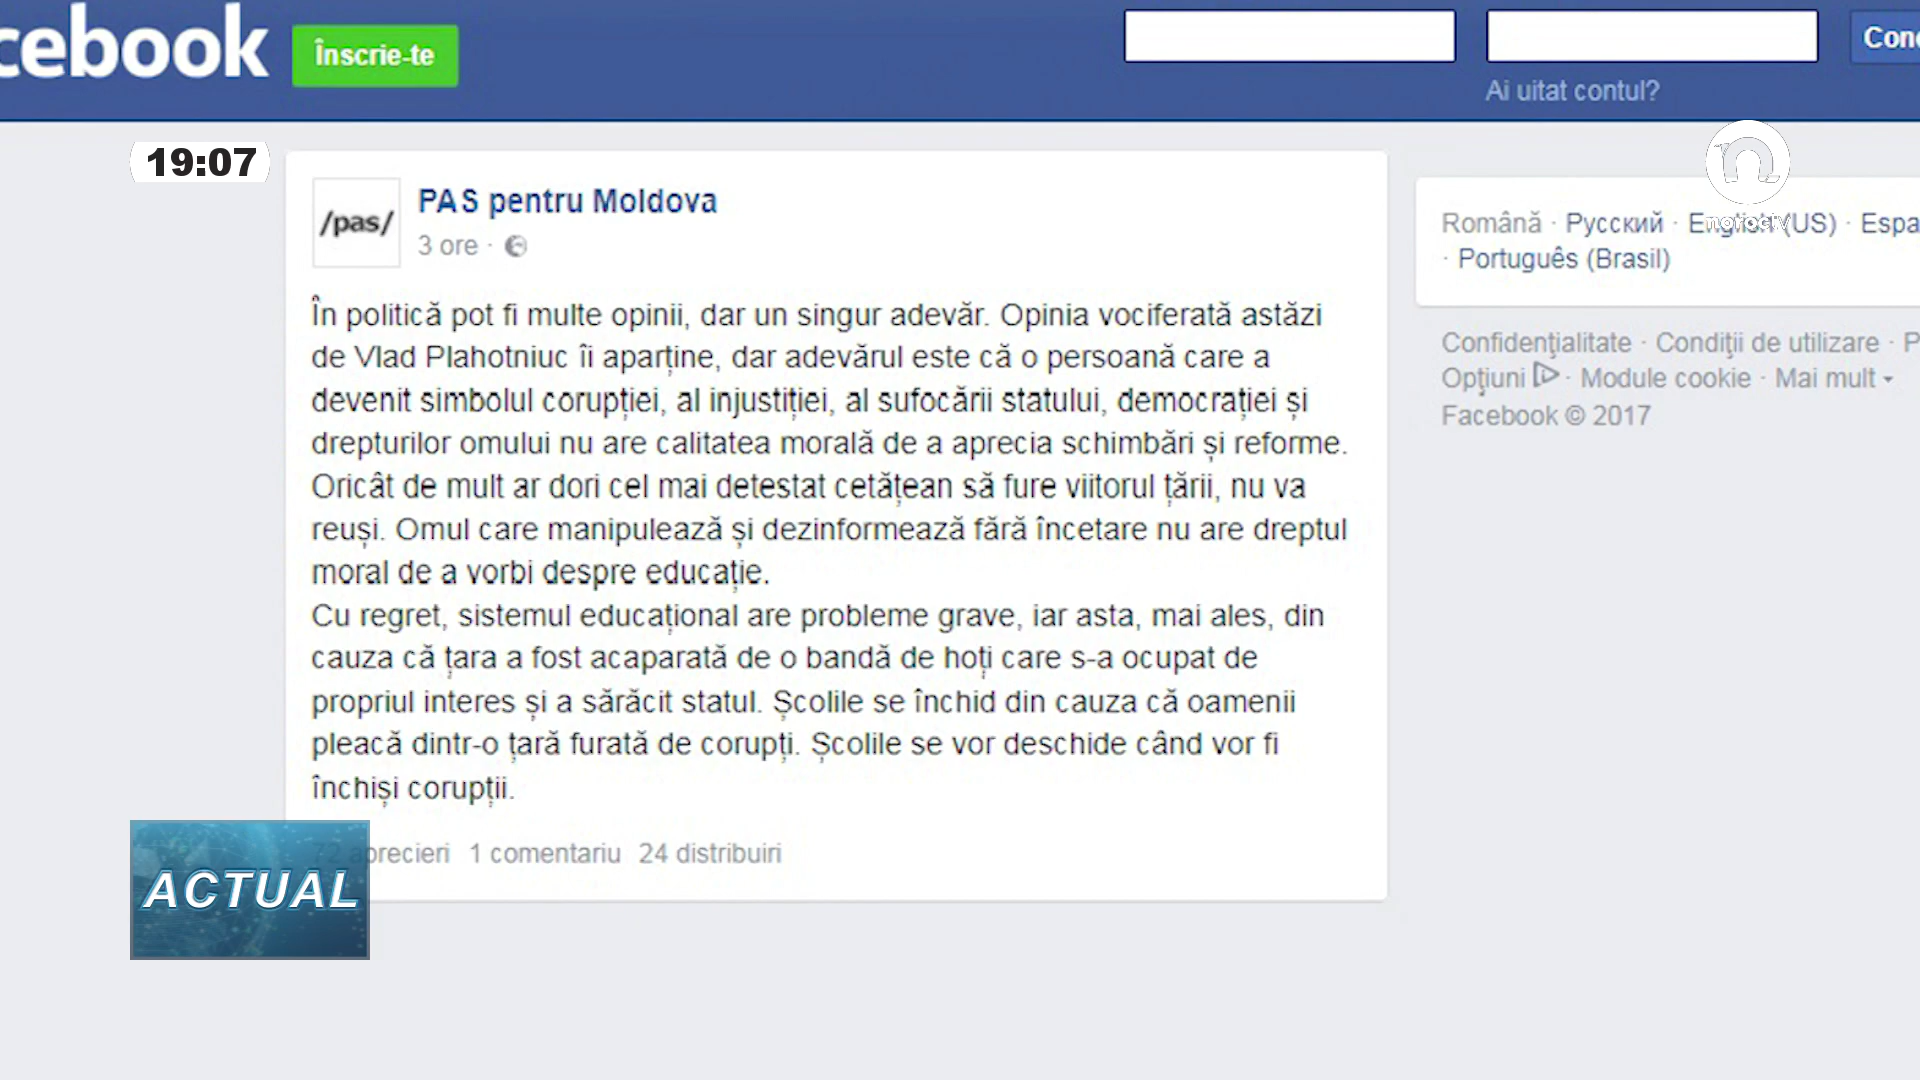 cebook
Înscrie-te
Ai uitat contul?
19:07
/pas/
PAS pentru Moldova
3 ore ·
În politică pot fi multe opinii, dar un singur adevăr. Opinia vociferată astăzi
de Vlad Plahotniuc îi aparține, dar adevărul este că o persoană care a
devenit simbolul corupției, al injustiției, al sufocării statului, democrației și
drepturilor omului nu are calitatea morală de a aprecia schimbări și reforme.
Oricât de mult ar dori cel mai detestat cetățean să fure viitorul țării, nu va
reuși. Omul care manipulează și dezinformează fără încetare nu are dreptul
moral de a vorbi despre educație.
Cu regret, sistemul educațional are probleme grave, iar asta, mai ales, din
cauza că țara a fost acaparată de o bandă de hoți care s-a ocupat de
propriul interes și a sărăcit statul. Școlile se închid din cauza că oamenii
pleacă dintr-o țară furată de corupți. Școlile se vor deschide când vor fi
închiși corupții.
72 aprecieri 1 comentariu 24 distribuiri
ACTUAL
noroctv
Română · Русский · English (US) · Espa
· Português (Brasil)
Confidenţialitate · Condiţii de utilizare · P
Opţiuni · Module cookie · Mai mult
Facebook © 2017